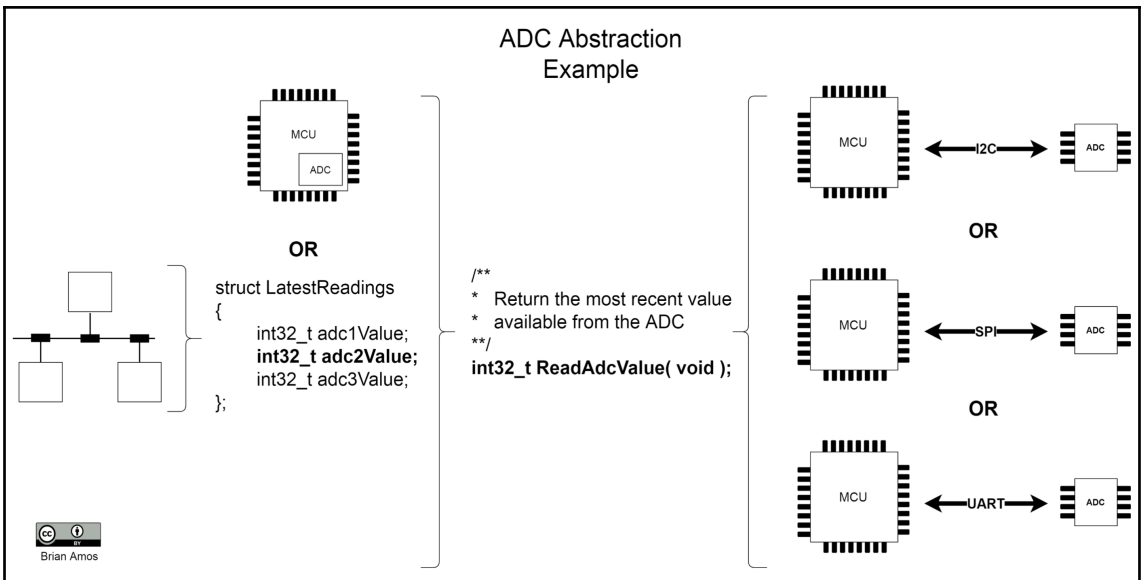 ADC Abstraction
Example
MCU
ADC
OR
struct LatestReadings
{
int32_t adc1Value;
int32_t adc2Value;
int32_t adc3Value;
};
/**
* Return the most recent value
* available from the ADC
**/
int32_t ReadAdcValue( void );
MCU
I2C
ADC
OR
MCU
SPI
ADC
OR
MCU
UART
ADC
cc
BY
Brian Amos